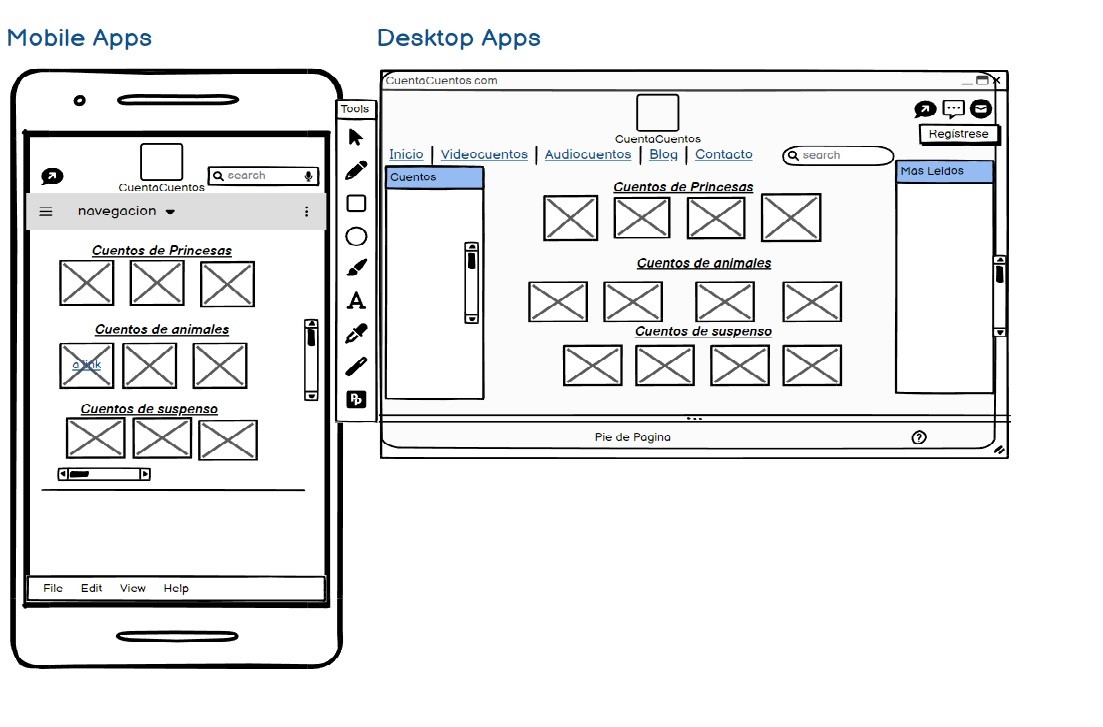 Mobile Apps
CuentaCuentos
search
navegacion
Cuentos de Princesas
Cuentos de animales
a link
Cuentos de suspenso
File Edit View Help
Tools
A
Desktop Apps
CuentaCuentos.com
CuentaCuentos
Registrese
Inicio | Videocuentos | Audiocuentos | Blog | Contacto
search
Cuentos
Mas Leidos
Cuentos de Princesas
Cuentos de animales
Cuentos de suspenso
Pie de Pagina
?